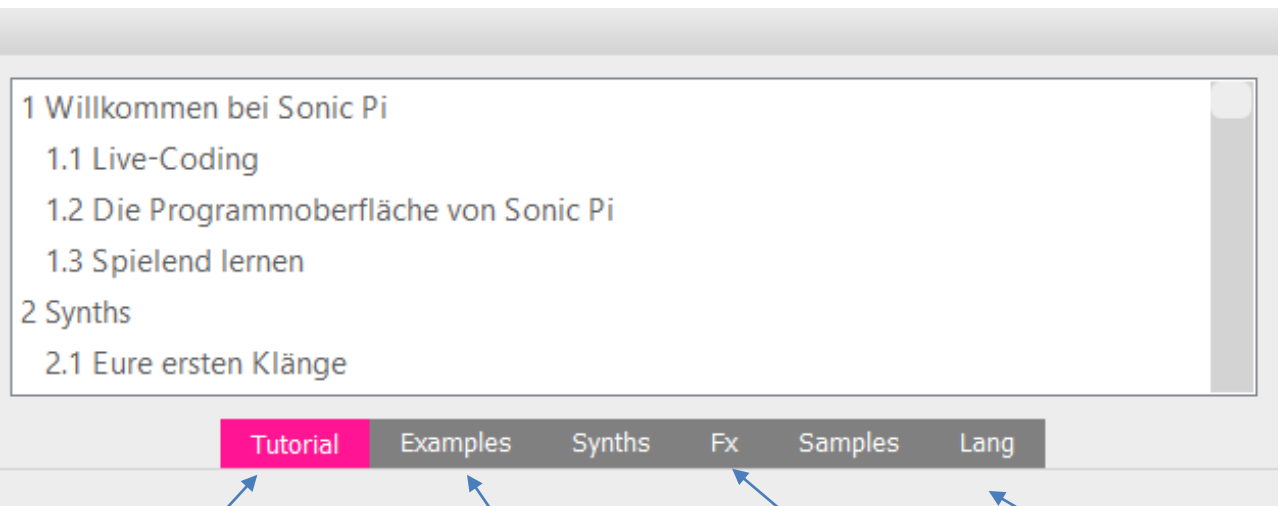 1 Willkommen bei Sonic Pi
1.1 Live-Coding
1.2 Die Programmoberfläche von Sonic Pi
1.3 Spielend lernen
2 Synths
2.1 Eure ersten Klänge
Tutorial Examples Synths Fx Samples Lang